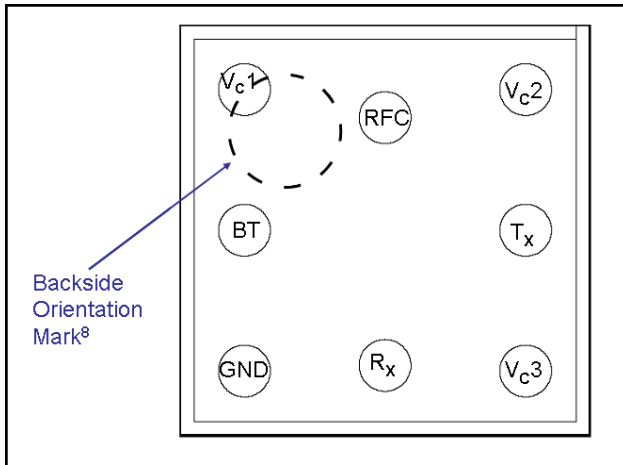 Vc1
RFC
Vc2
BT
Tx
Backside
Orientation
Mark8
GND
Rx
Vc3